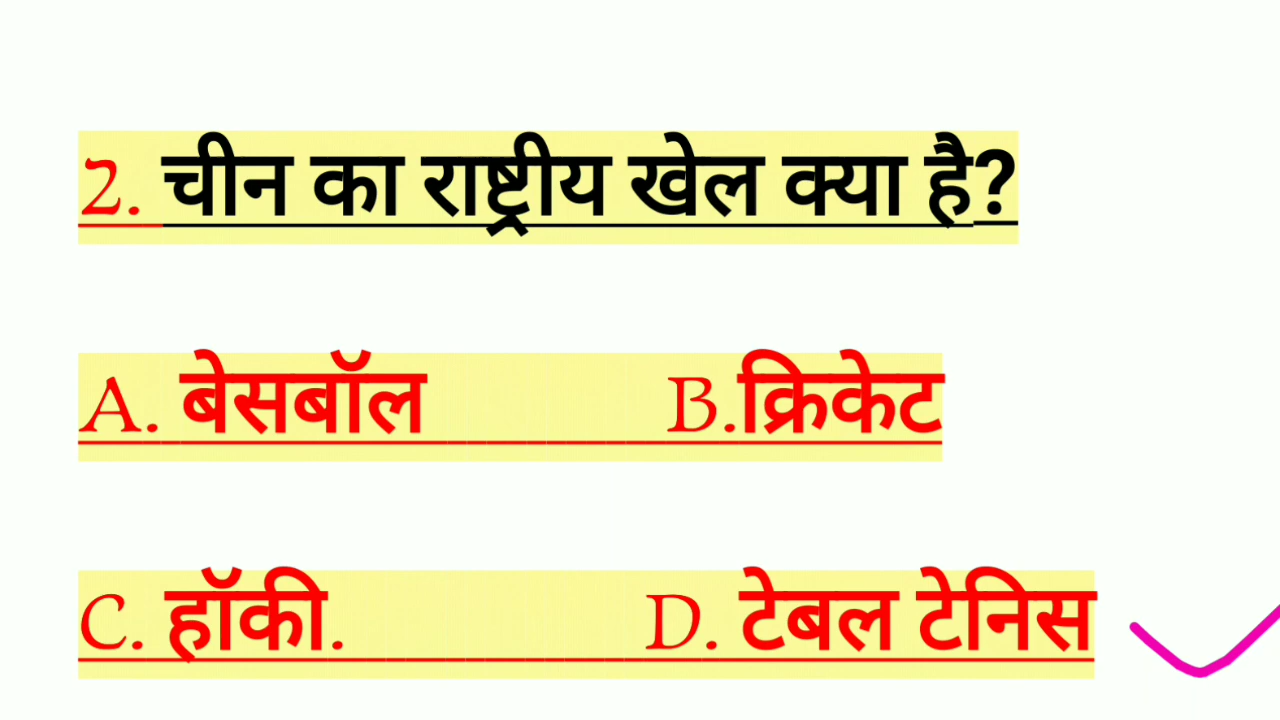 2. चीन का राष्ट्रीय खेल क्या है?
A. बेसबॉल B.क्रिकेट
C. हॉकी. D. टेबल टेनिस